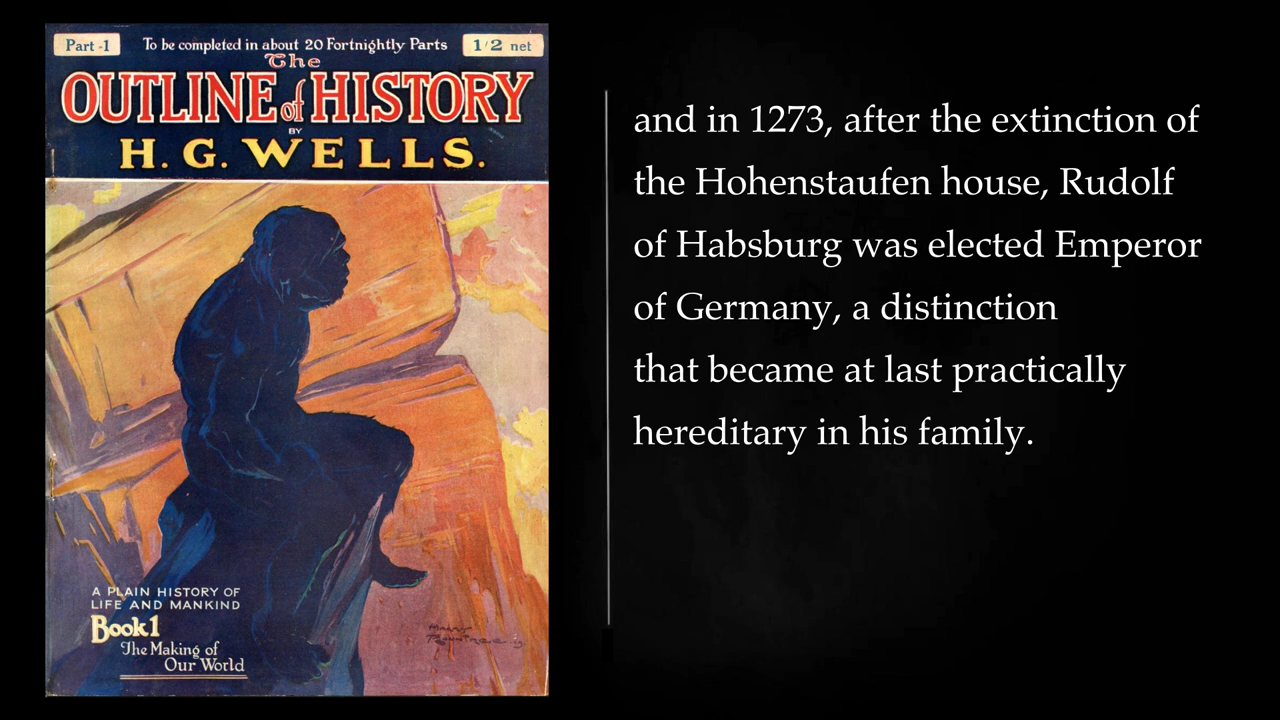 Part -1
To be completed in about 20 Fortnightly Parts
1/2 net
The
OUTLINE of HISTORY
BY
H. G. WELLS.
A PLAIN HISTORY OF
LIFE AND MANKIND
Book 1
The Making of
Our World
and in 1273, after the extinction of
the Hohenstaufen house, Rudolf
of Habsburg was elected Emperor
of Germany, a distinction
that became at last practically
hereditary in his family.